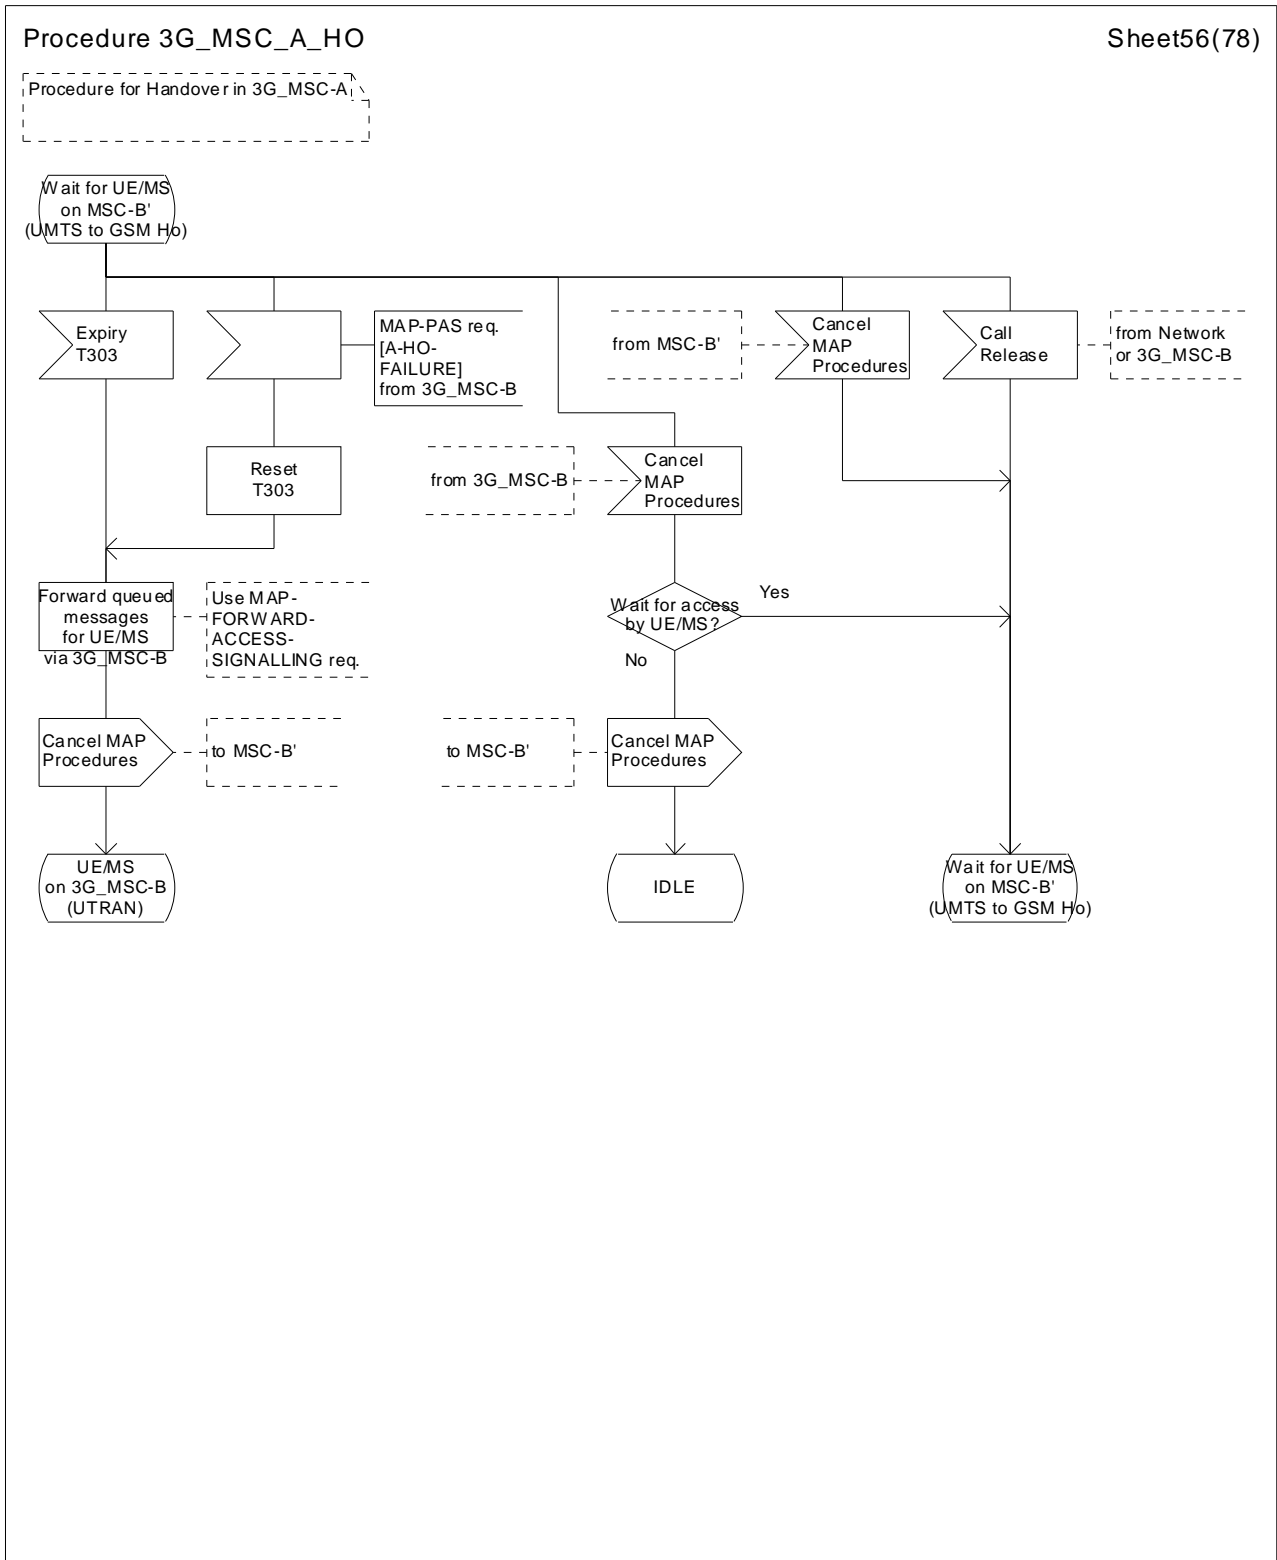 Procedure 3G_MSC_A_HO
Sheet56(78)
Procedure for Handover in 3G_MSC-A
Wait for UE/MS
on MSC-B'
(UMTS to GSM Ho)
Expiry
T303
MAP-PAS req.
[A-HO-
FAILURE]
from 3G_MSC-B
from MSC-B'
Cancel
MAP
Procedures
Call
Release
from Network
or 3G_MSC-B
Reset
T303
from 3G_MSC-B
Cancel
MAP
Procedures
Forward queued
messages
for UE/MS
via 3G_MSC-B
Use MAP-
FORWARD-
ACCESS-
SIGNALLING req.
Wait for access
by UE/MS?
Yes
No
Cancel MAP
Procedures
to MSC-B'
to MSC-B'
Cancel MAP
Procedures
UE/MS
on 3G_MSC-B
(UTRAN)
IDLE
Wait for UE/MS
on MSC-B'
(UMTS to GSM Ho)